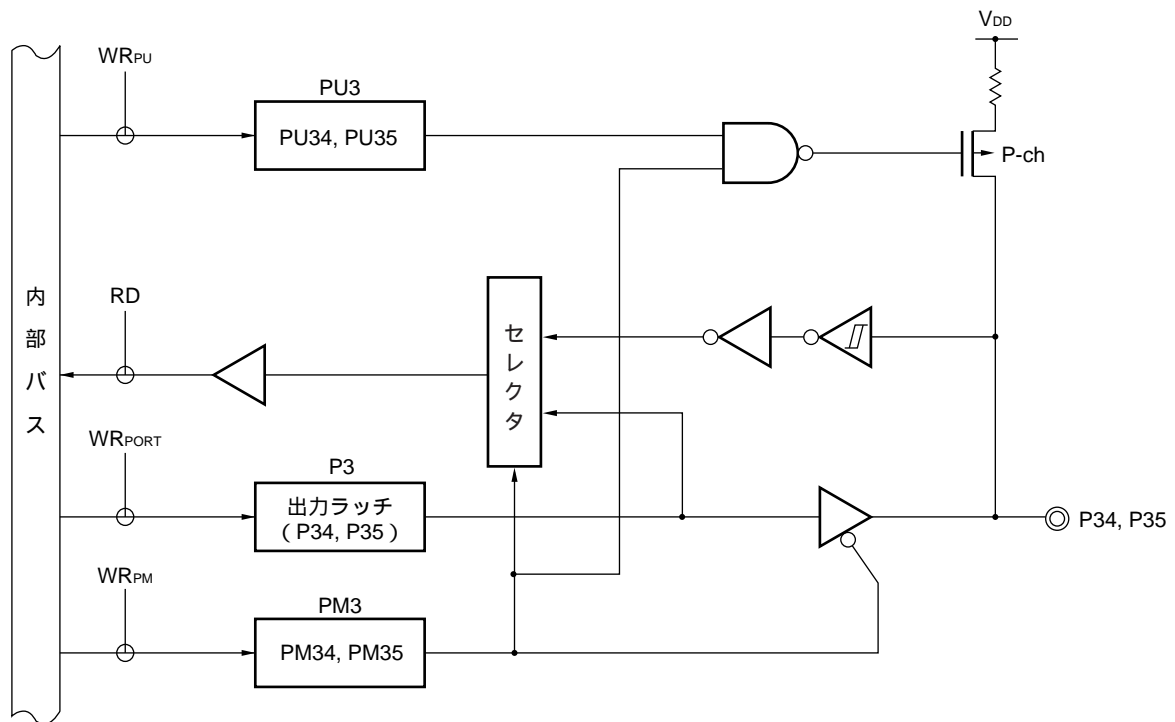 VDD
WRPU
PU3
PU34, PU35
P-ch
内部バス
RD
セレクタ
WRPORT
P3
出力ラッチ
( P34, P35 )
P34, P35
WRPM
PM3
PM34, PM35